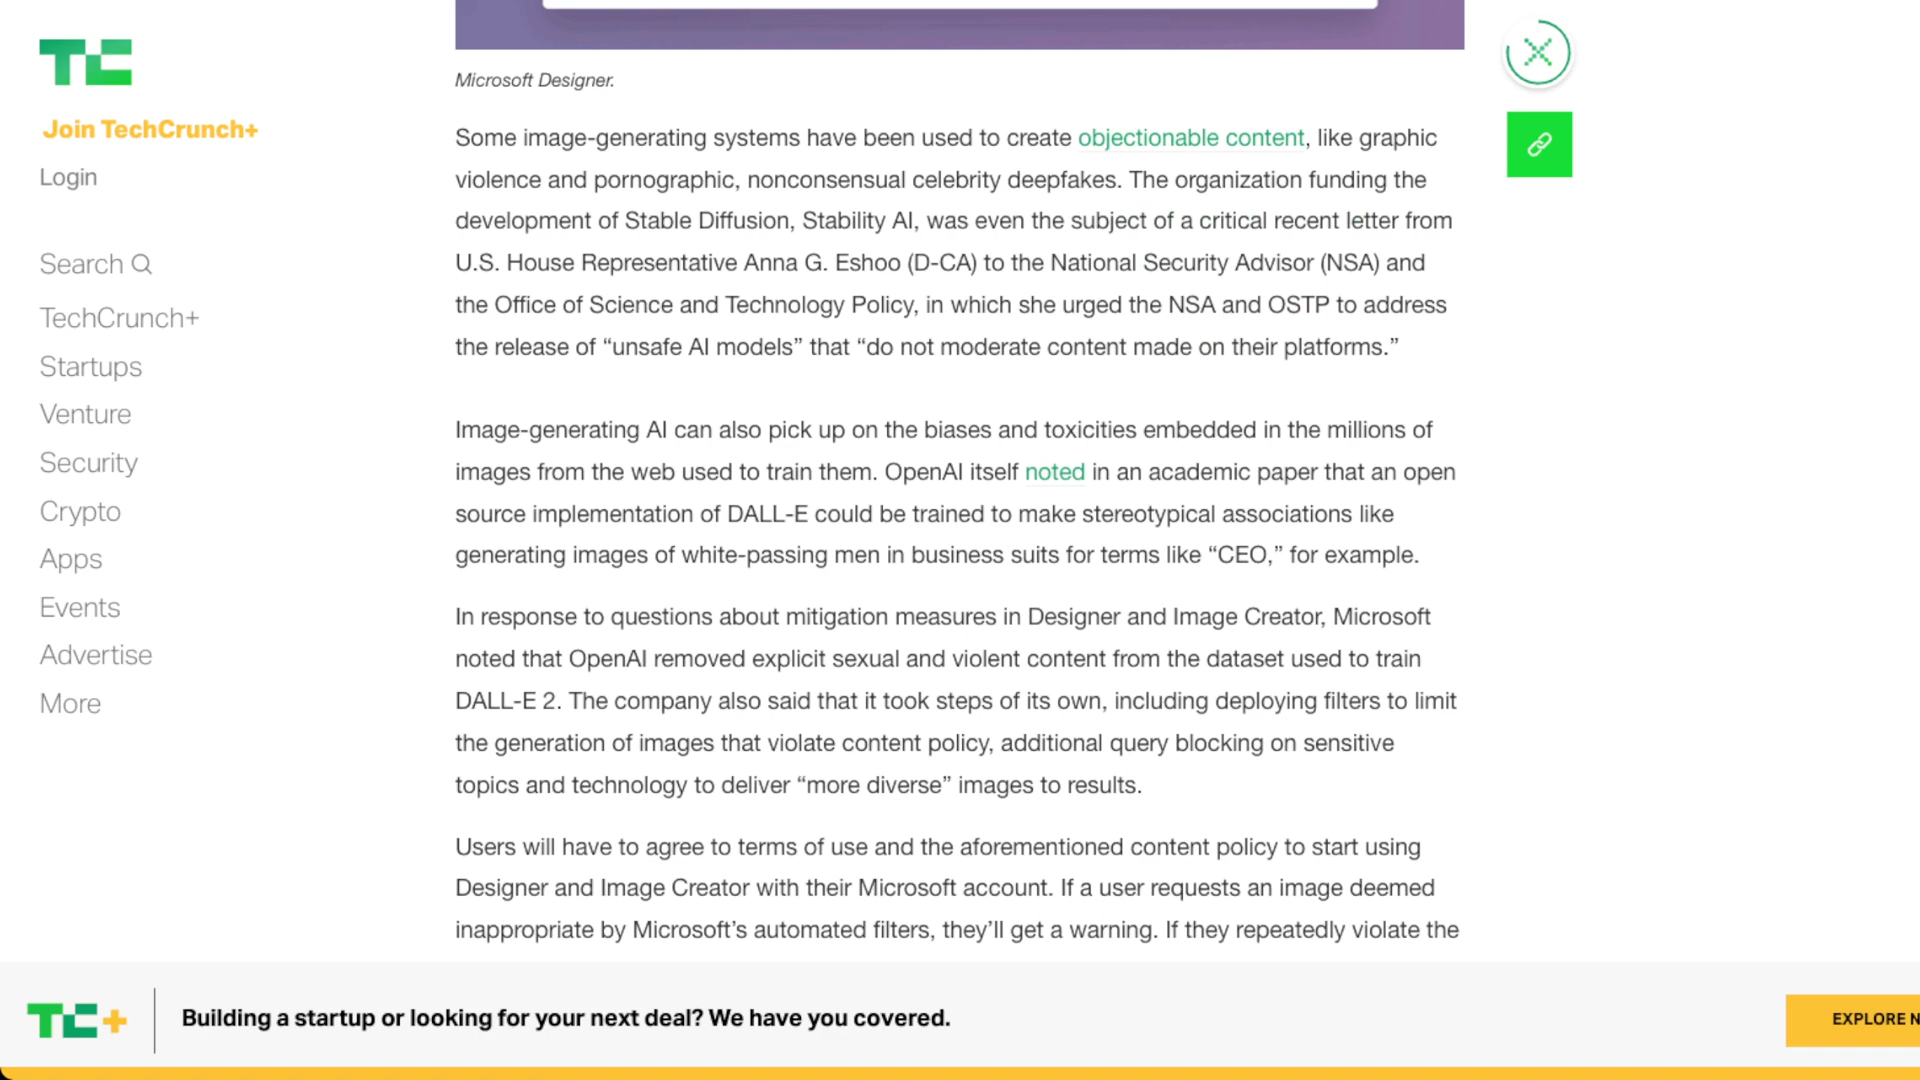 TC
Join TechCrunch+
Login
Search
TechCrunch+
Startups
Venture
Security
Crypto
Apps
Events
Advertise
More
Microsoft Designer.
Some image-generating systems have been used to create objectionable content, like graphic
violence and pornographic, nonconsensual celebrity deepfakes. The organization funding the
development of Stable Diffusion, Stability AI, was even the subject of a critical recent letter from
U.S. House Representative Anna G. Eshoo (D-CA) to the National Security Advisor (NSA) and
the Office of Science and Technology Policy, in which she urged the NSA and OSTP to address
the release of “unsafe AI models” that “do not moderate content made on their platforms.”
Image-generating AI can also pick up on the biases and toxicities embedded in the millions of
images from the web used to train them. OpenAI itself noted in an academic paper that an open
source implementation of DALL-E could be trained to make stereotypical associations like
generating images of white-passing men in business suits for terms like “CEO,” for example.
In response to questions about mitigation measures in Designer and Image Creator, Microsoft
noted that OpenAI removed explicit sexual and violent content from the dataset used to train
DALL-E 2. The company also said that it took steps of its own, including deploying filters to limit
the generation of images that violate content policy, additional query blocking on sensitive
topics and technology to deliver “more diverse” images to results.
Users will have to agree to terms of use and the aforementioned content policy to start using
Designer and Image Creator with their Microsoft account. If a user requests an image deemed
inappropriate by Microsoft’s automated filters, they’ll get a warning. If they repeatedly violate the
TC+
Building a startup or looking for your next deal? We have you covered.
EXPLORE N